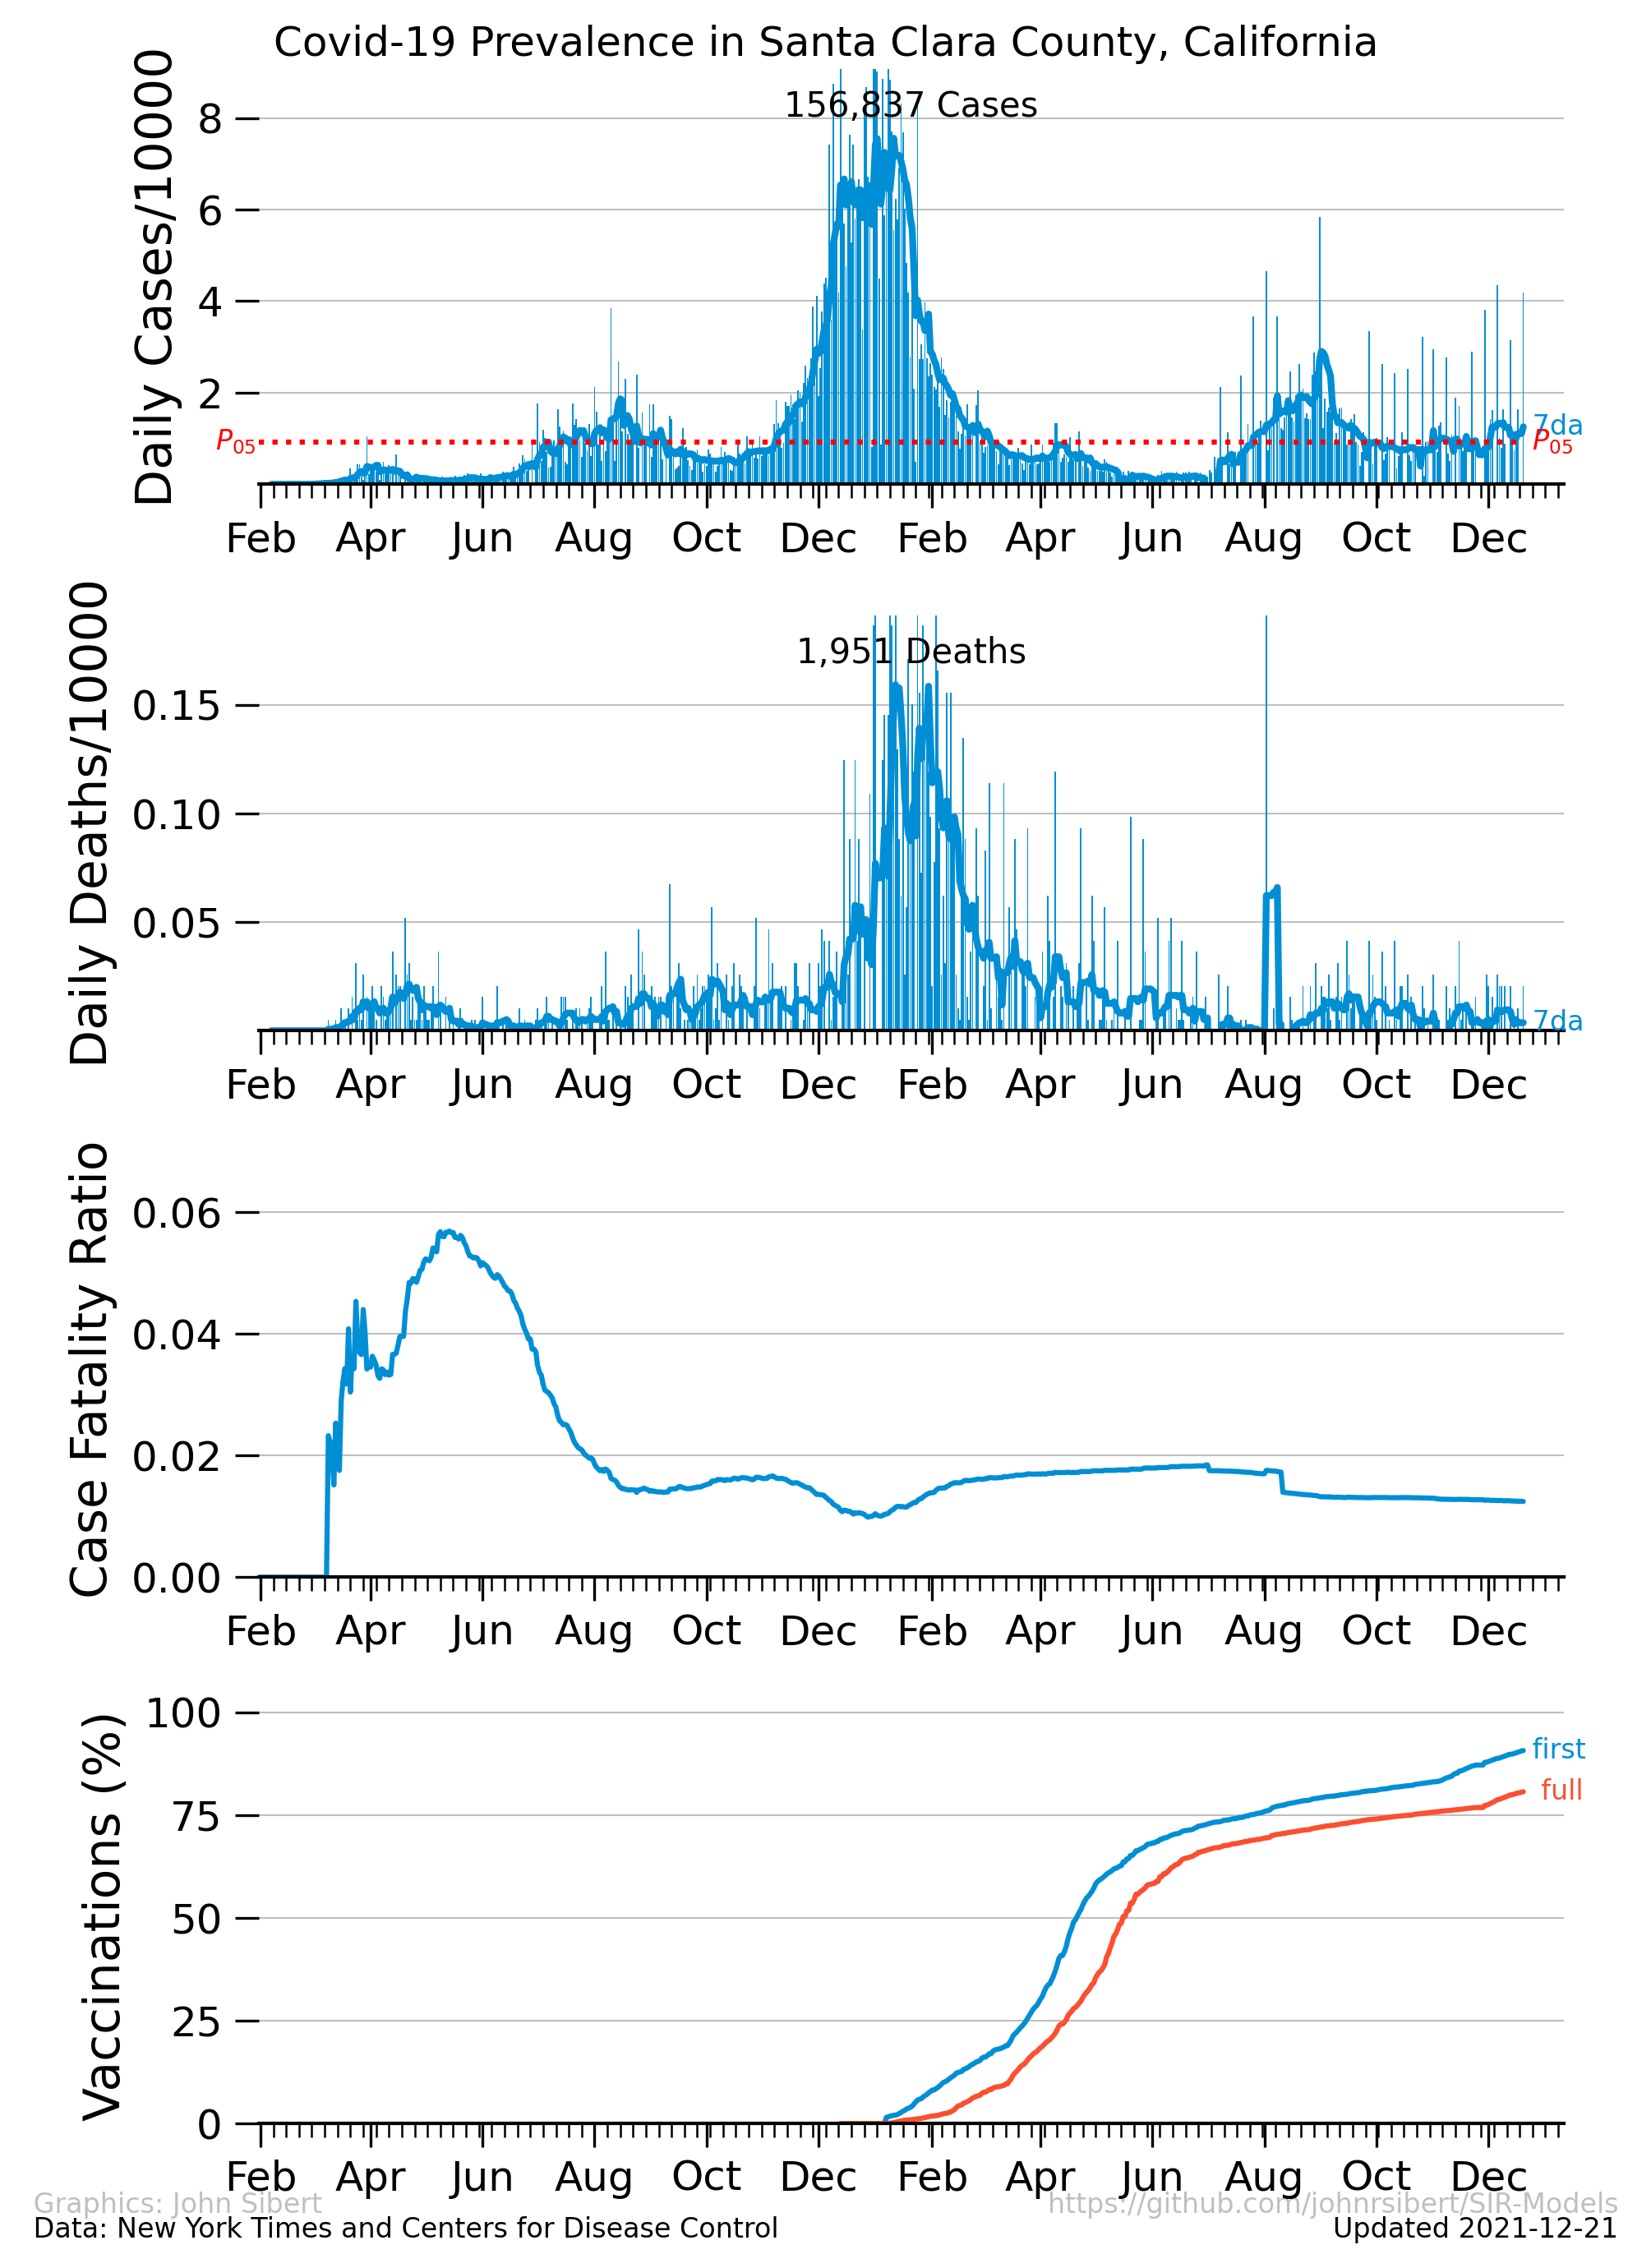 Covid-19 Prevalence in Santa Clara County, California
Daily Cases/10000
8
6
4
2
156,837 Cases
P05
7da
P05
Feb Apr Jun Aug Oct Dec Feb Apr Jun Aug Oct Dec
Daily Deaths/10000
0.15
0.10
0.05
1,951 Deaths
7da
Feb Apr Jun Aug Oct Dec Feb Apr Jun Aug Oct Dec
Case Fatality Ratio
0.06
0.04
0.02
0.00
Feb Apr Jun Aug Oct Dec Feb Apr Jun Aug Oct Dec
Vaccinations (%)
100
75
50
25
0
first
full
Feb Apr Jun Aug Oct Dec Feb Apr Jun Aug Oct Dec
Graphics: John Sibert https://github.com/johnrsibert/SIR-Models
Data: New York Times and Centers for Disease Control Updated 2021-12-21